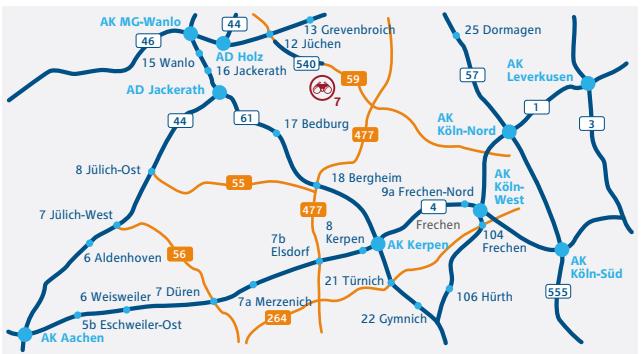 AK MG-Wanlo
44
13 Grevenbroich
25 Dormagen
46
12 Jüchen
AD Holz
15 Wanlo
540
16 Jackerath
59
57
AK
Leverkusen
AD Jackerath
7
1
44
61
17 Bedburg
477
AK
Köln-Nord
3
8 Jülich-Ost
55
18 Bergheim
9a Frechen-Nord
AK
Köln-
West
477
4
7 Jülich-West
Frechen
8
Kerpen
104
Frechen
6 Aldenhoven
56
7b
Elsdorf
AK Kerpen
AK
Köln-Süd
21 Türnich
6 Weisweiler
7 Düren
7a Merzenich
106 Hürth
555
5b Eschweiler-Ost
264
22 Gymnich
AK Aachen